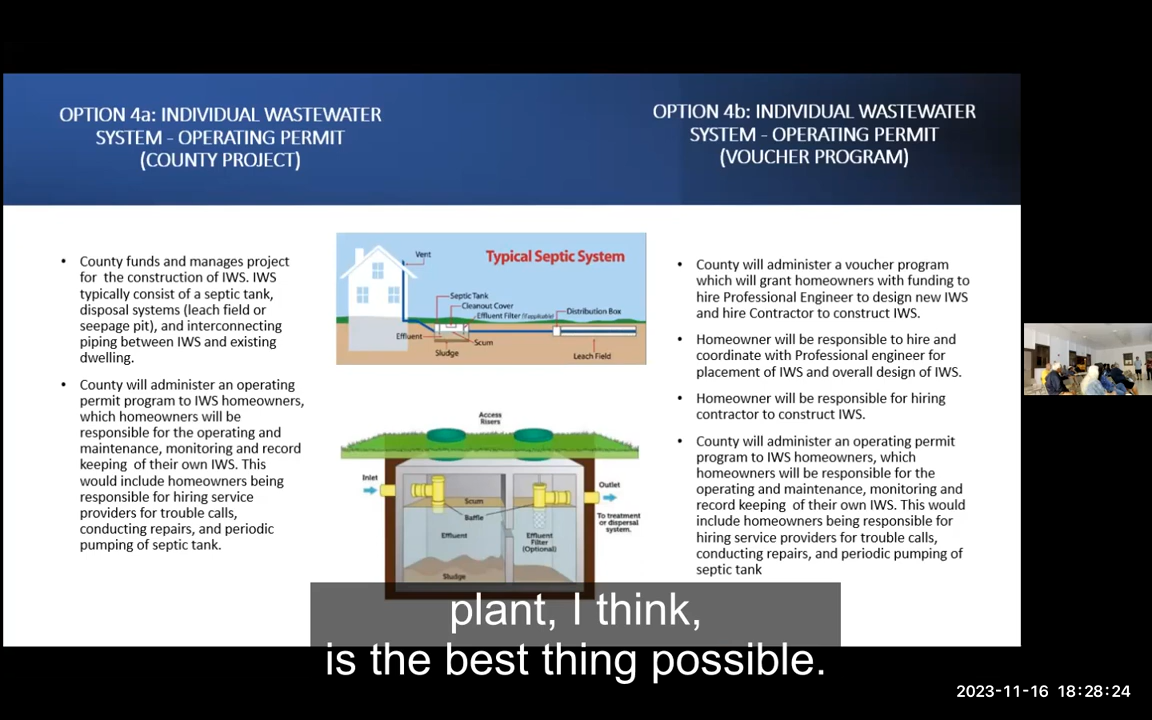 OPTION 4a: INDIVIDUAL WASTEWATER
SYSTEM - OPERATING PERMIT
(COUNTY PROJECT)
OPTION 4b: INDIVIDUAL WASTEWATER
SYSTEM - OPERATING PERMIT
(VOUCHER PROGRAM)
• County funds and manages project
for the construction of IWS. IWS
typically consist of a septic tank,
disposal systems (leach field or
seepage pit), and interconnecting
piping between IWS and existing
dwelling.
• County will administer an operating
permit program to IWS homeowners,
which homeowners will be
responsible for the operating and
maintenance, monitoring and record
keeping of their own IWS. This
would include homeowners being
responsible for hiring service
providers for trouble calls,
conducting repairs, and periodic
pumping of septic tank.
Typical Septic System
Vent
Septic Tank
Cleanout Cover
Effluent Filter (if applicable)
Distribution Box
Effluent
Scum
Sludge
Leach Field
Access
Risers
Inlet
Outlet
Scum
Baffle
To treatment
or dispersal
system.
Effluent
Effluent
Filter
(Optional)
Sludge
• County will administer a voucher program
which will grant homeowners with funding to
hire Professional Engineer to design new IWS
and hire Contractor to construct IWS.
• Homeowner will be responsible to hire and
coordinate with Professional engineer for
placement of IWS and overall design of IWS.
• Homeowner will be responsible for hiring
contractor to construct IWS.
• County will administer an operating permit
program to IWS homeowners, which
homeowners will be responsible for the
operating and maintenance, monitoring and
record keeping of their own IWS. This would
include homeowners being responsible for
hiring service providers for trouble calls,
conducting repairs, and periodic pumping of
septic tank
plant, I think,
is the best thing possible.
2023-11-16 18:28:24